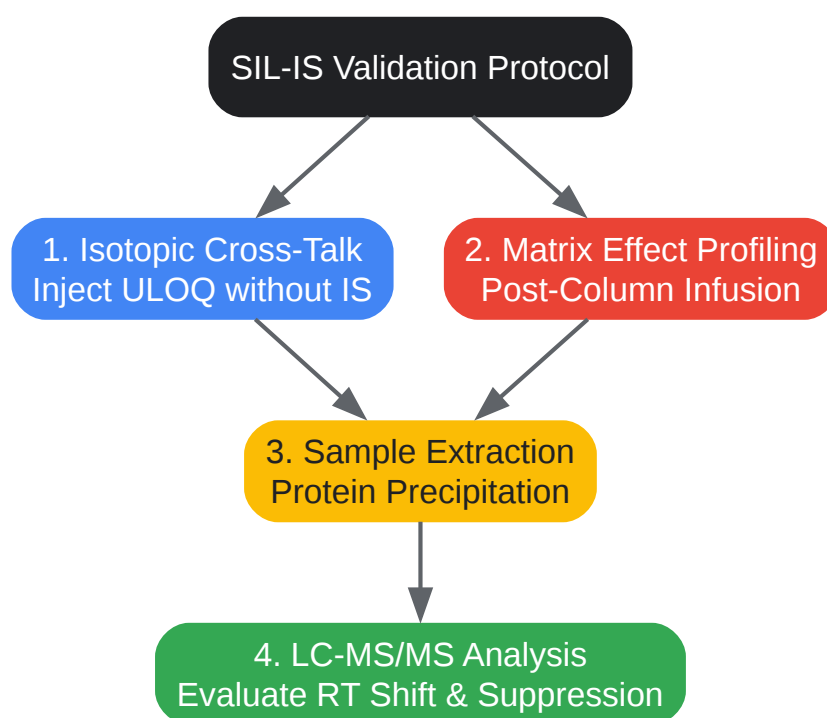 SIL-IS Validation Protocol
1. Isotopic Cross-Talk
Inject ULOQ without IS
2. Matrix Effect Profiling
Post-Column Infusion
3. Sample Extraction
Protein Precipitation
4. LC-MS/MS Analysis
Evaluate RT Shift & Suppression